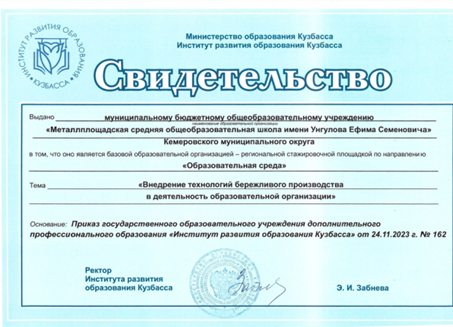 Министерство образования Кузбасса
Институт развития образования Кузбасса
ИНСТИТУТ РАЗВИТИЯ ОБРАЗОВАНИЯ КУЗБАССА
Свидетельство
Выдано муниципальному бюджетному общеобразовательному учреждению
наименование образовательной организации
«Металлплощадская средняя общеобразовательная школа имени Унгулова Ефима Семеновича»
Кемеровского муниципального округа
в том, что оно является базовой образовательной организацией – региональной стажировочной площадкой по направлению
«Образовательная среда»
Тема «Внедрение технологий бережливого производства
в деятельность образовательной организации»
Основание: Приказ государственного образовательного учреждения дополнительного
профессионального образования «Институт развития образования Кузбасса» от 24.11.2023 г. № 162
Ректор
Института развития
образования Кузбасса
Э. И. Забнева